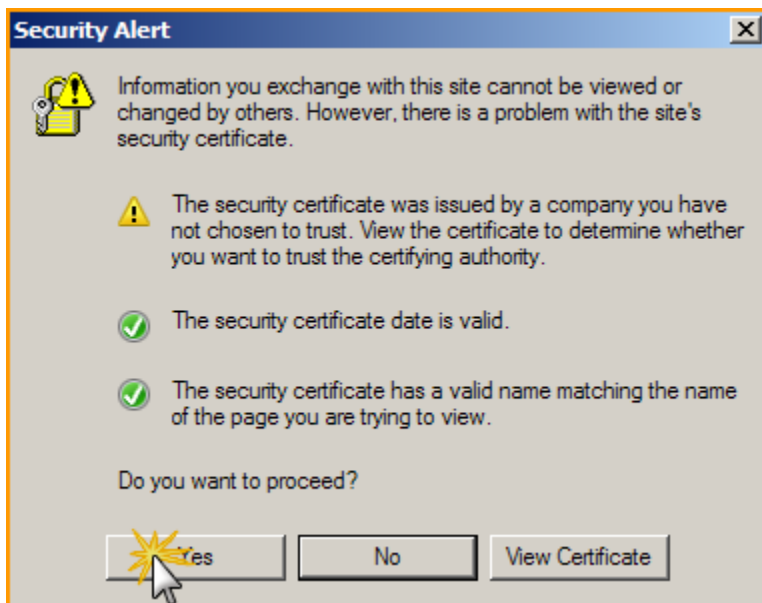 Security Alert
Information you exchange with this site cannot be viewed or
changed by others. However, there is a problem with the site's
security certificate.
The security certificate was issued by a company you have
not chosen to trust. View the certificate to determine whether
you want to trust the certifying authority.
The security certificate date is valid.
The security certificate has a valid name matching the name
of the page you are trying to view.
Do you want to proceed?
Yes No View Certificate